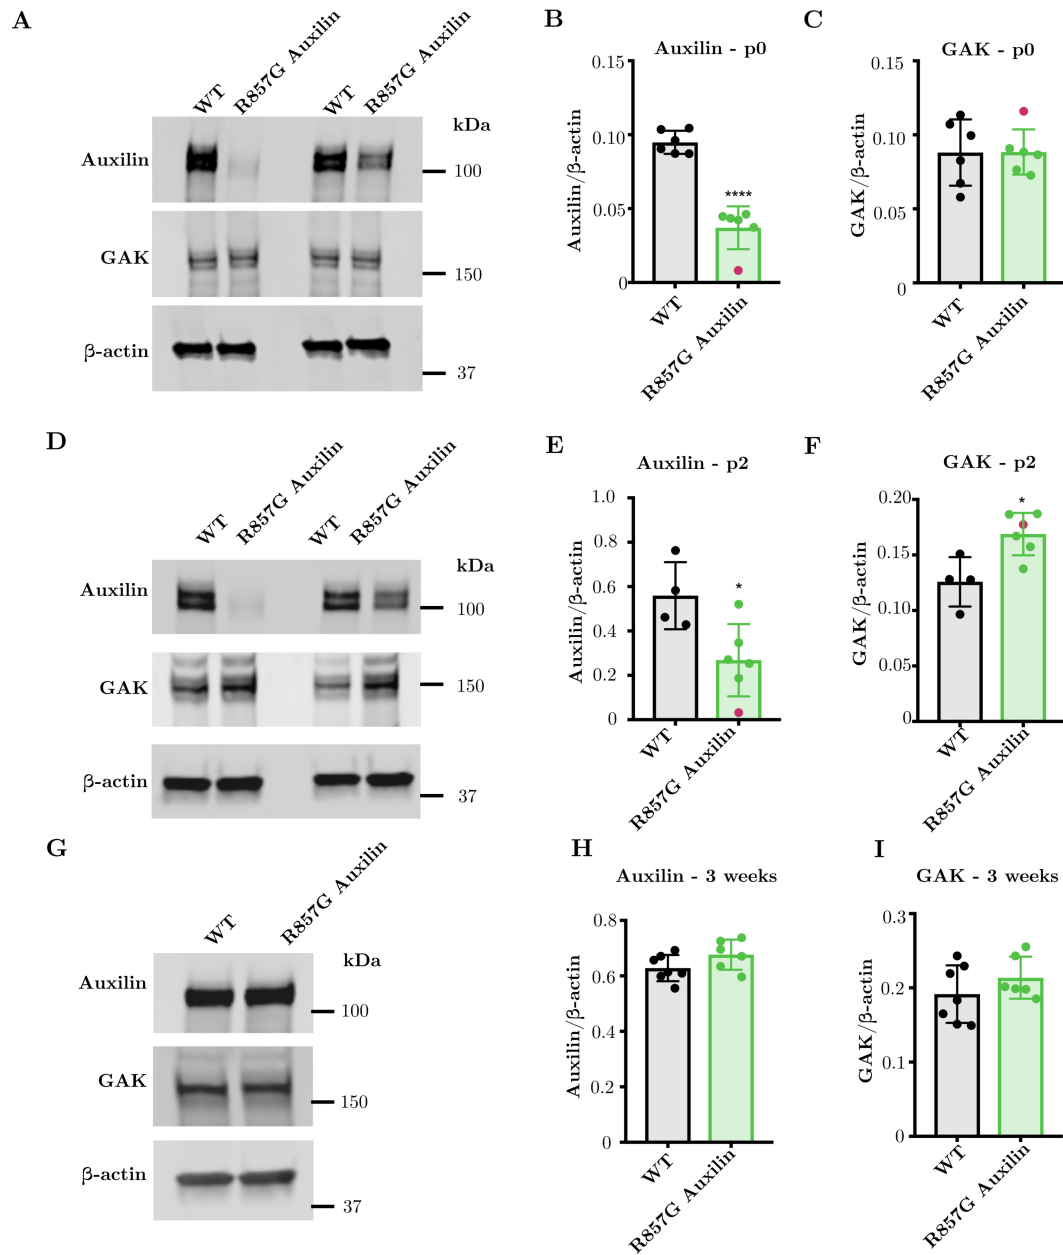 A
WT
R857G Auxilin
WT
R857G Auxilin
kDa
Auxilin
100
GAK
150
β-actin
37
B
Auxilin - p0
Auxilin/β-actin
0.15
0.10
0.05
0
****
WT
R857G Auxilin
C
GAK - p0
GAK/β-actin
0.15
0.10
0.05
0
WT
R857G Auxilin
D
WT
R857G Auxilin
WT
R857G Auxilin
kDa
Auxilin
100
GAK
150
β-actin
37
E
Auxilin - p2
Auxilin/β-actin
1.0
0.8
0.6
0.4
0.2
0
*
WT
R857G Auxilin
F
GAK - p2
GAK/β-actin
0.20
0.15
0.10
0.05
0
*
WT
R857G Auxilin
G
WT
R857G Auxilin
kDa
Auxilin
100
GAK
150
β-actin
37
H
Auxilin - 3 weeks
Auxilin/β-actin
0.8
0.6
0.4
0.2
0
WT
R857G Auxilin
I
GAK - 3 weeks
GAK/β-actin
0.3
0.2
0.1
0
WT
R857G Auxilin